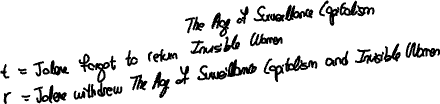 The Age of Surveillance Capitalism
t = Jolene forgot to return Invisible Women
r = Jolene withdrew The Age of Surveillance Capitalism and Invisible Women